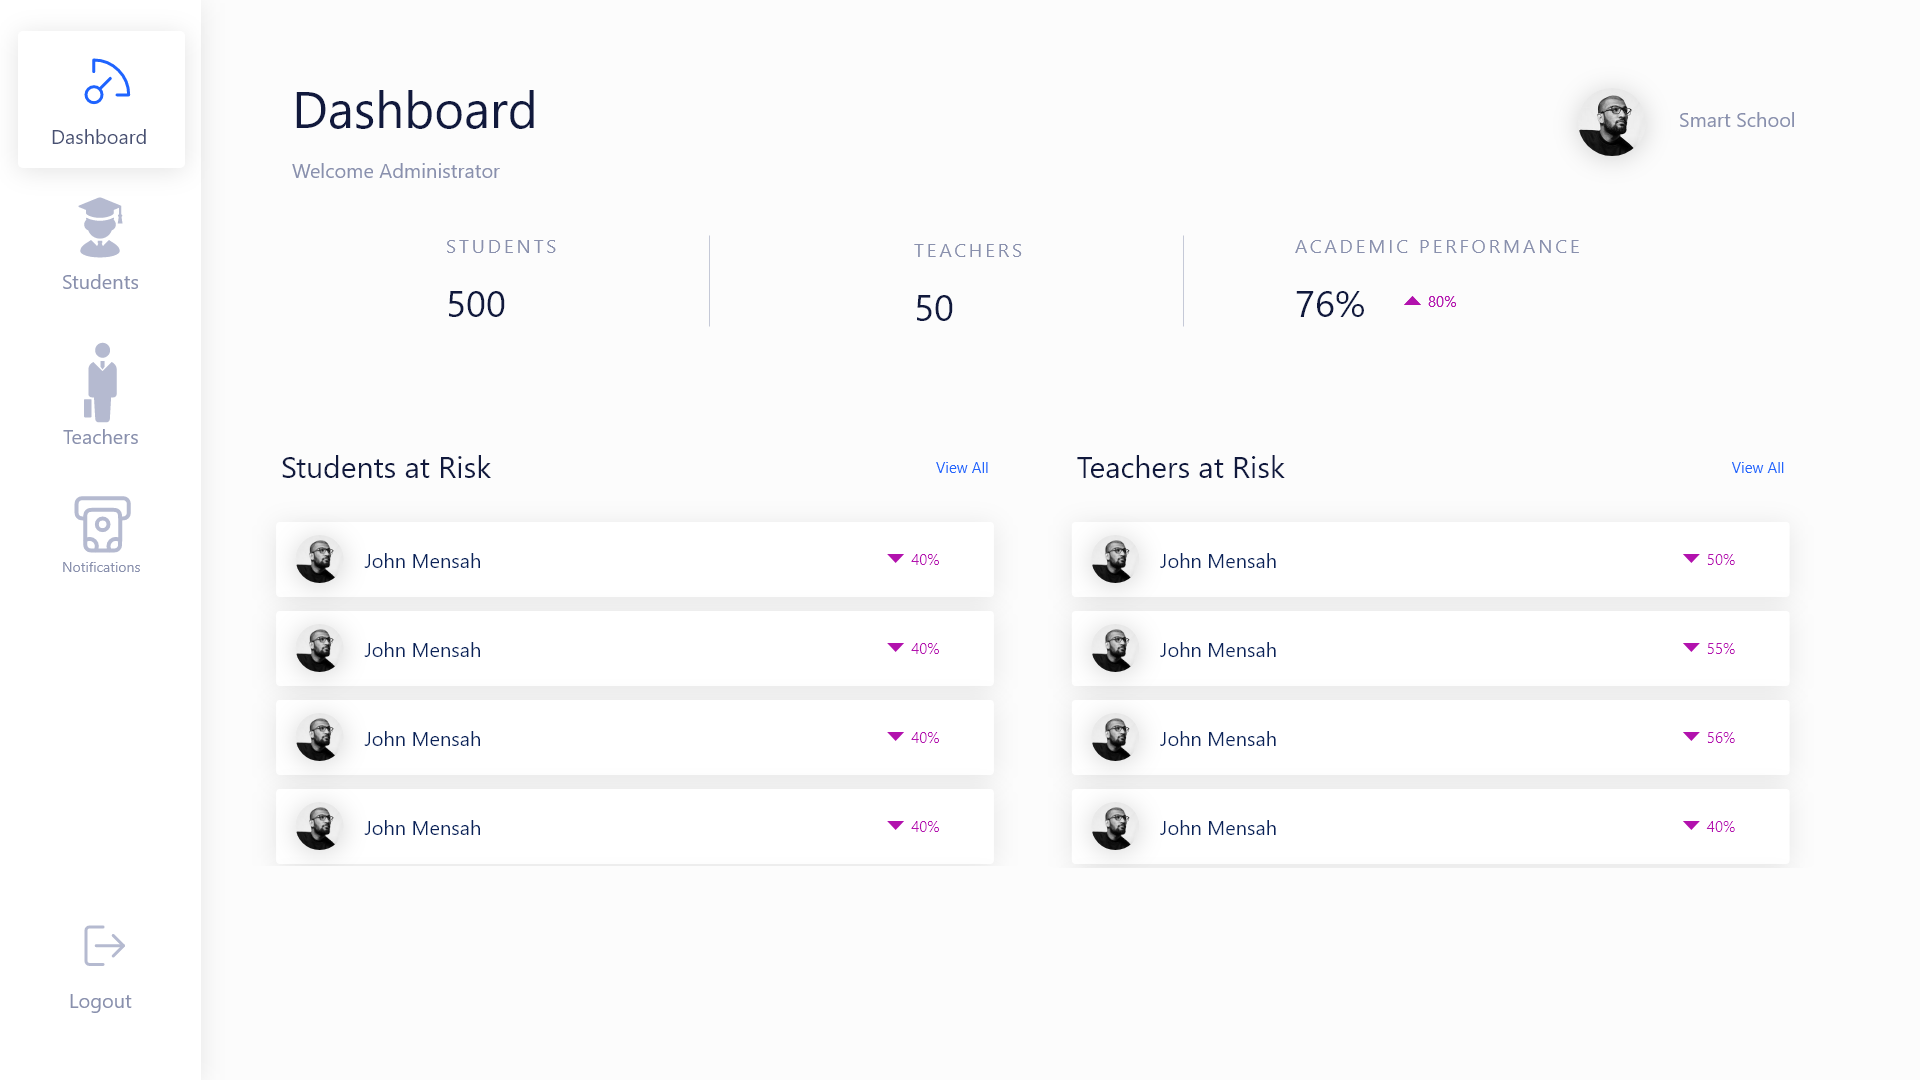 Dashboard
Students
Teachers
Notifications
Logout
Dashboard
Welcome Administrator
Smart School
STUDENTS
500
TEACHERS
50
ACADEMIC PERFORMANCE
76% 80%
Students at Risk View All
John Mensah 40%
John Mensah 40%
John Mensah 40%
John Mensah 40%
Teachers at Risk View All
John Mensah 50%
John Mensah 55%
John Mensah 56%
John Mensah 40%